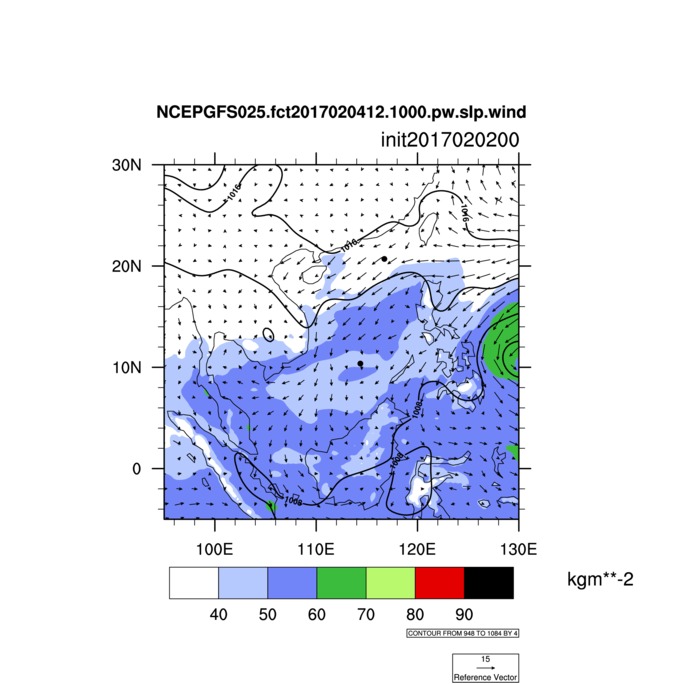 NCEPGFS025.fct2017020412.1000.pw.slp.wind
init2017020200
30N
1016
1016
1016
20N
10N
1008
1008
0
1008
100E 110E 120E 130E
kgm**-2
40 50 60 70 80 90
CONTOUR FROM 948 TO 1084 BY 4
15
Reference Vector